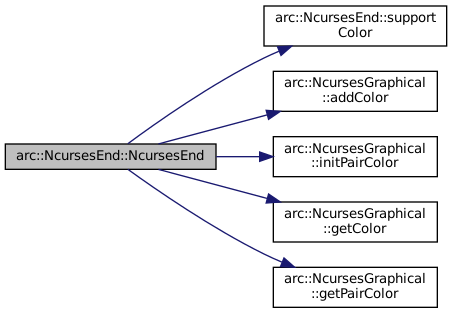 arc::NcursesEnd::support
Color
arc::NcursesGraphical
::addColor
arc::NcursesEnd::NcursesEnd
arc::NcursesGraphical
::initPairColor
arc::NcursesGraphical
::getColor
arc::NcursesGraphical
::getPairColor